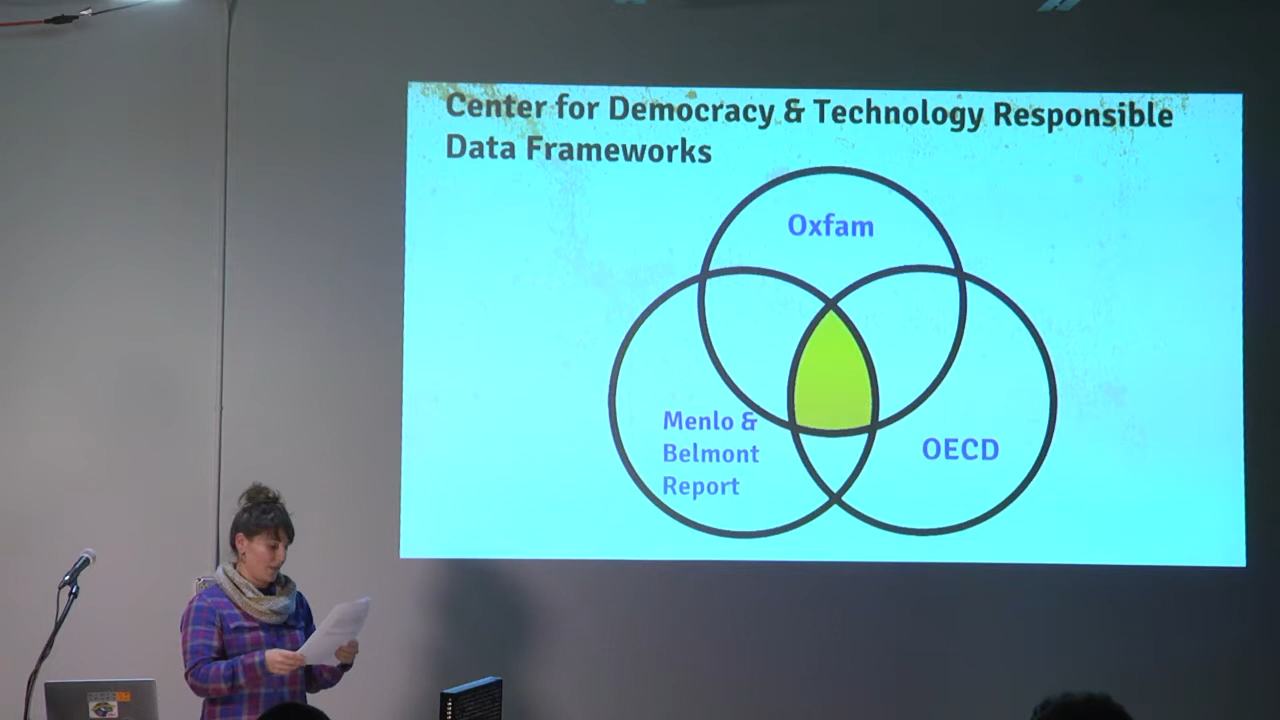 Center for Democracy & Technology Responsible
Data Frameworks
Oxfam
Menlo &
Belmont
Report
OECD